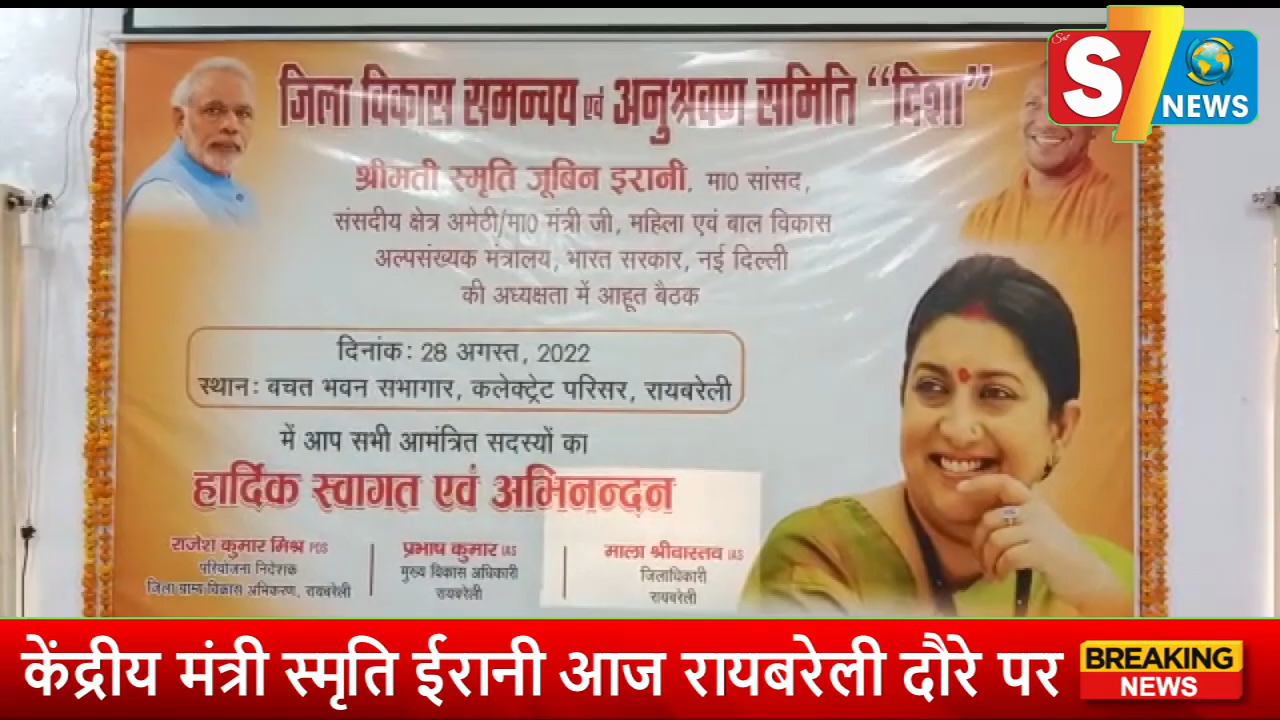 S7
NEWS
जिला विकास समन्वय एवं अनुश्रवण समिति “दिशा”
श्रीमती स्मृति जूबिन इरानी, मा0 सांसद,
संसदीय क्षेत्र अमेठी/मा0 मंत्री जी, महिला एवं बाल विकास
अल्पसंख्यक मंत्रालय, भारत सरकार, नई दिल्ली
की अध्यक्षता में आहूत बैठक
दिनांक: 28 अगस्त, 2022
स्थान: बचत भवन सभागार, कलेक्ट्रेट परिसर, रायबरेली
में आप सभी आमंत्रित सदस्यों का
हार्दिक स्वागत एवं अभिनन्दन
राजेश कुमार मिश्र PDS
परियोजना निदेशक
जिला ग्राम्य विकास अभिकरण, रायबरेली
प्रभाष कुमार IAS
मुख्य विकास अधिकारी
रायबरेली
माला श्रीवास्तव IAS
जिलाधिकारी
रायबरेली
केंद्रीय मंत्री स्मृति ईरानी आज रायबरेली दौरे पर
BREAKING
NEWS